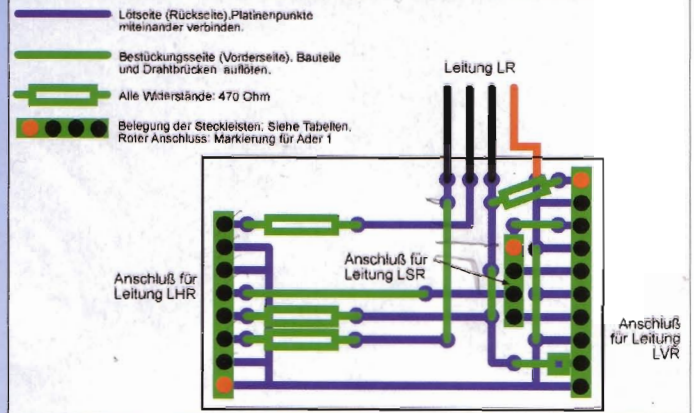 Lötseite (Rückseite).Platinenpunkte
miteinander verbinden.
Bestückungsseite (Vorderseite). Bauteile
und Drahtbrücken auflöten.
Alle Widerstände: 470 Ohm
Belegung der Steckleisten: Siehe Tabellen.
Roter Anschluss: Markierung für Ader 1
Leitung LR
Anschluß für
Leitung LSR
Anschluß für
Leitung LHR
Anschluß
für Leitung
LVR